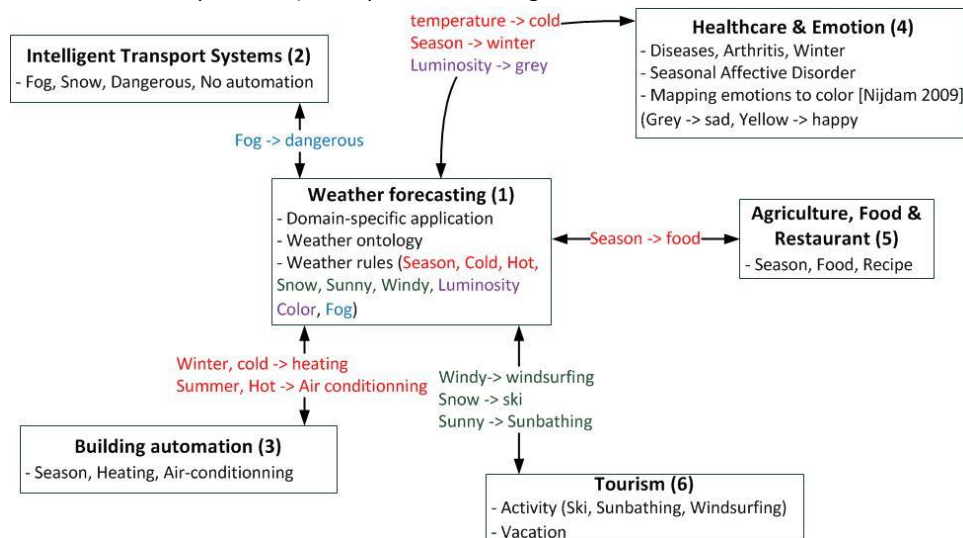 temperature -> cold
Season -> winter
Luminosity -> grey
Healthcare & Emotion (4)
- Diseases, Arthritis, Winter
- Seasonal Affective Disorder
- Mapping emotions to color [Nijdam 2009]
(Grey -> sad, Yellow -> happy
Intelligent Transport Systems (2)
- Fog, Snow, Dangerous, No automation
Fog -> dangerous
Weather forecasting (1)
- Domain-specific application
- Weather ontology
- Weather rules (Season, Cold, Hot,
Snow, Sunny, Windy, Luminosity
Color, Fog)
Season -> food
Agriculture, Food &
Restaurant (5)
- Season, Food, Recipe
Winter, cold -> heating
Summer, Hot -> Air conditionning
Windy-> windsurfing
Snow -> ski
Sunny -> Sunbathing
Building automation (3)
- Season, Heating, Air-conditionning
Tourism (6)
- Activity (Ski, Sunbathing, Windsurfing)
- Vacation